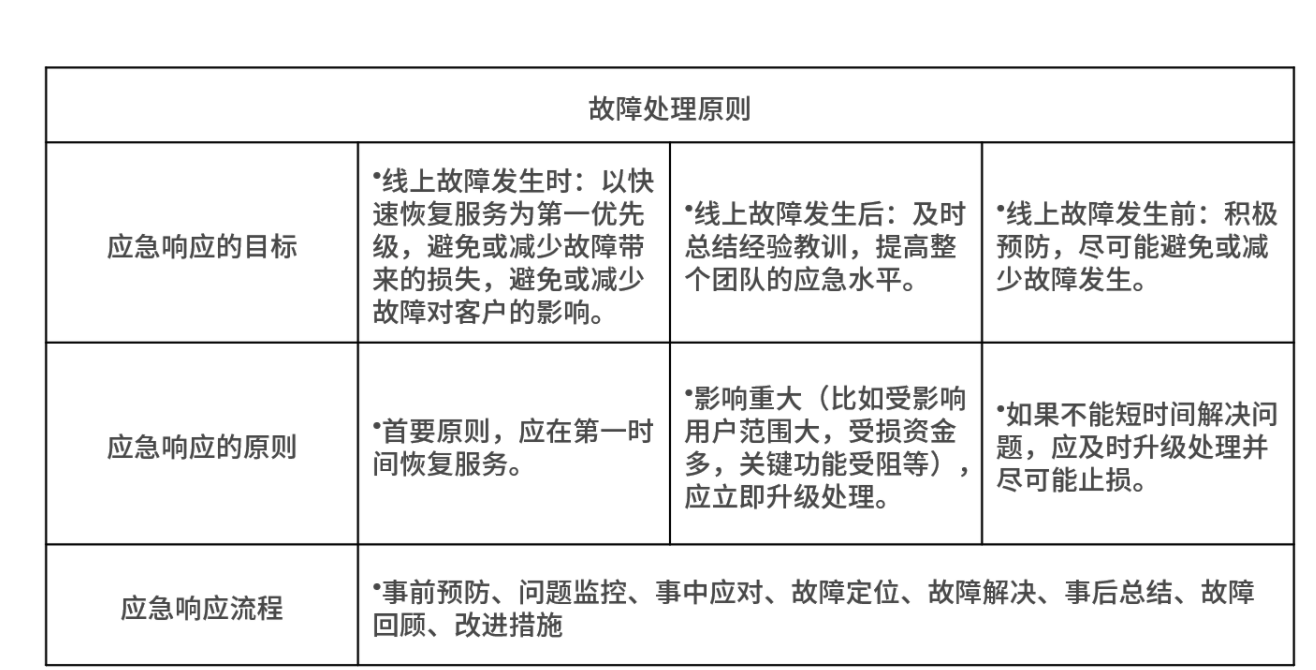 故障处理原则
应急响应的目标
•线上故障发生时：以快
速恢复服务为第一优先
级，避免或减少故障带
来的损失，避免或减少
故障对客户的影响。
•线上故障发生后：及时
总结经验教训，提高整
个团队的应急水平。
•线上故障发生前：积极
预防，尽可能避免或减
少故障发生。
应急响应的原则
•首要原则，应在第一时
间恢复服务。
•影响重大（比如受影响
用户范围大，受损资金
多，关键功能受阻等），
应立即升级处理。
•如果不能短时间解决问
题，应及时升级处理并
尽可能止损。
应急响应流程
•事前预防、问题监控、事中应对、故障定位、故障解决、事后总结、故障
回顾、改进措施